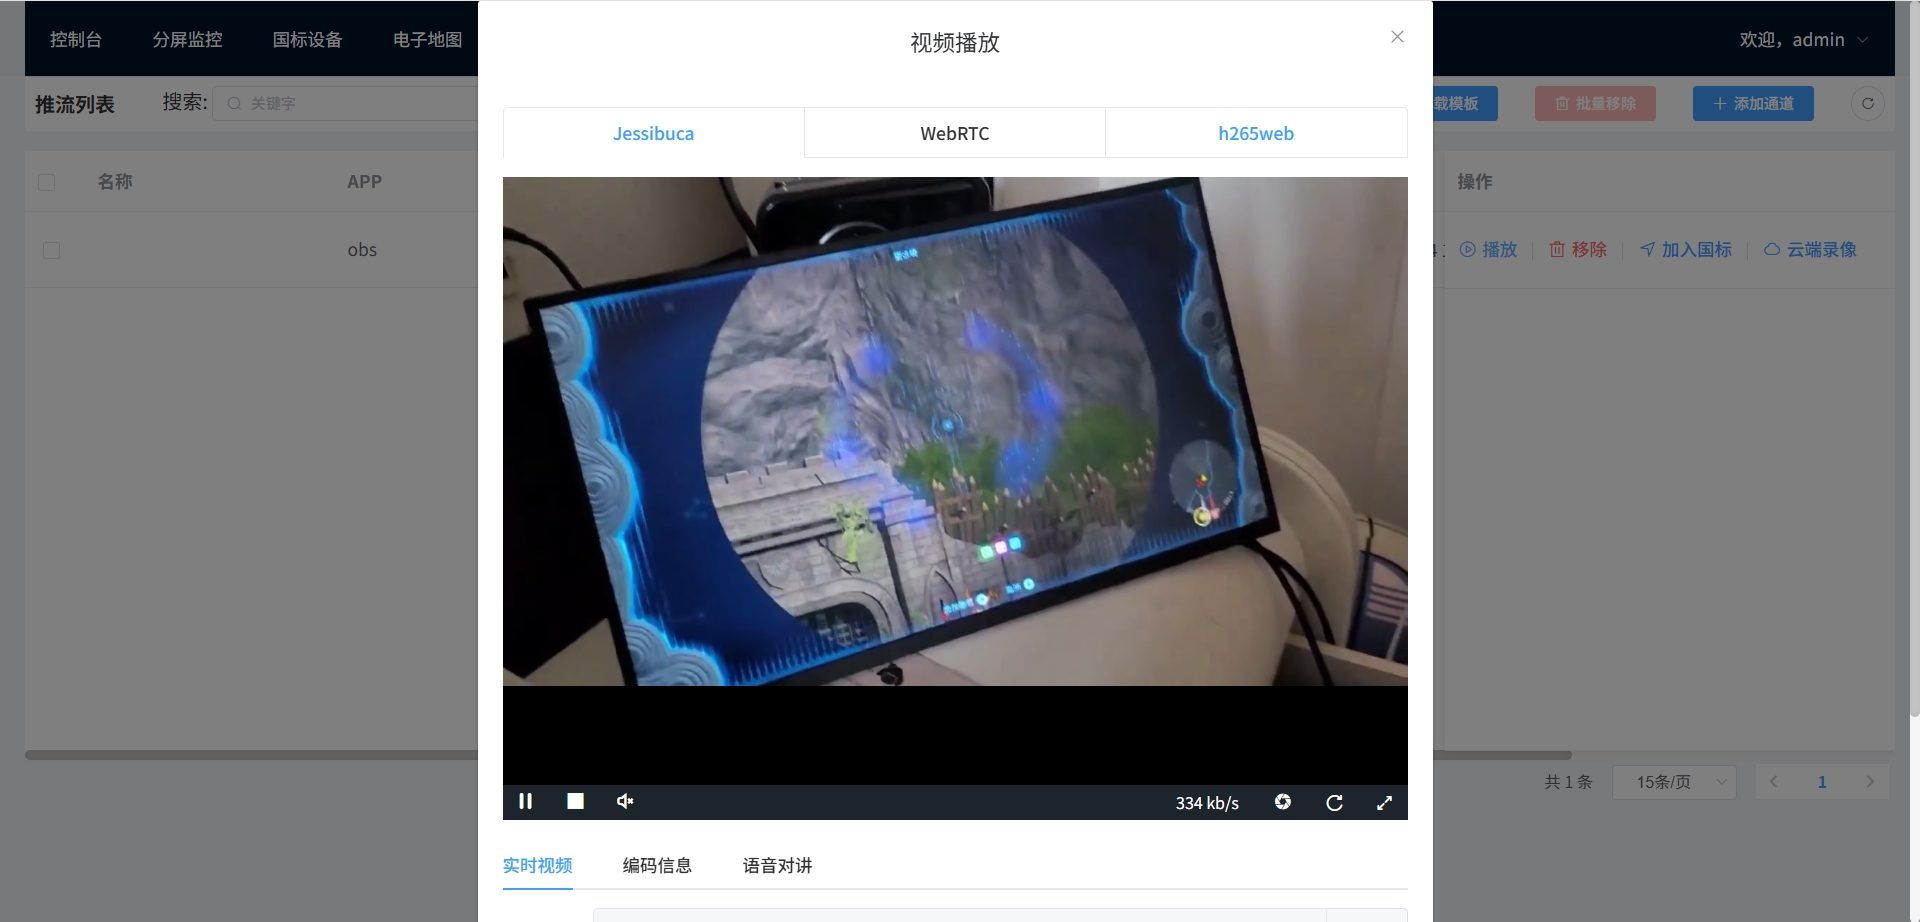 控制台
分屏监控
国标设备
电子地图
欢迎，admin
视频播放
推流列表
搜索:
关键字
载模板
批量移除
添加通道
Jessibuca
WebRTC
h265web
名称
APP
操作
obs
播放
移除
加入国标
云端录像
望远镜
334 kb/s
共 1 条
15条/页
1
实时视频
编码信息
语音对讲